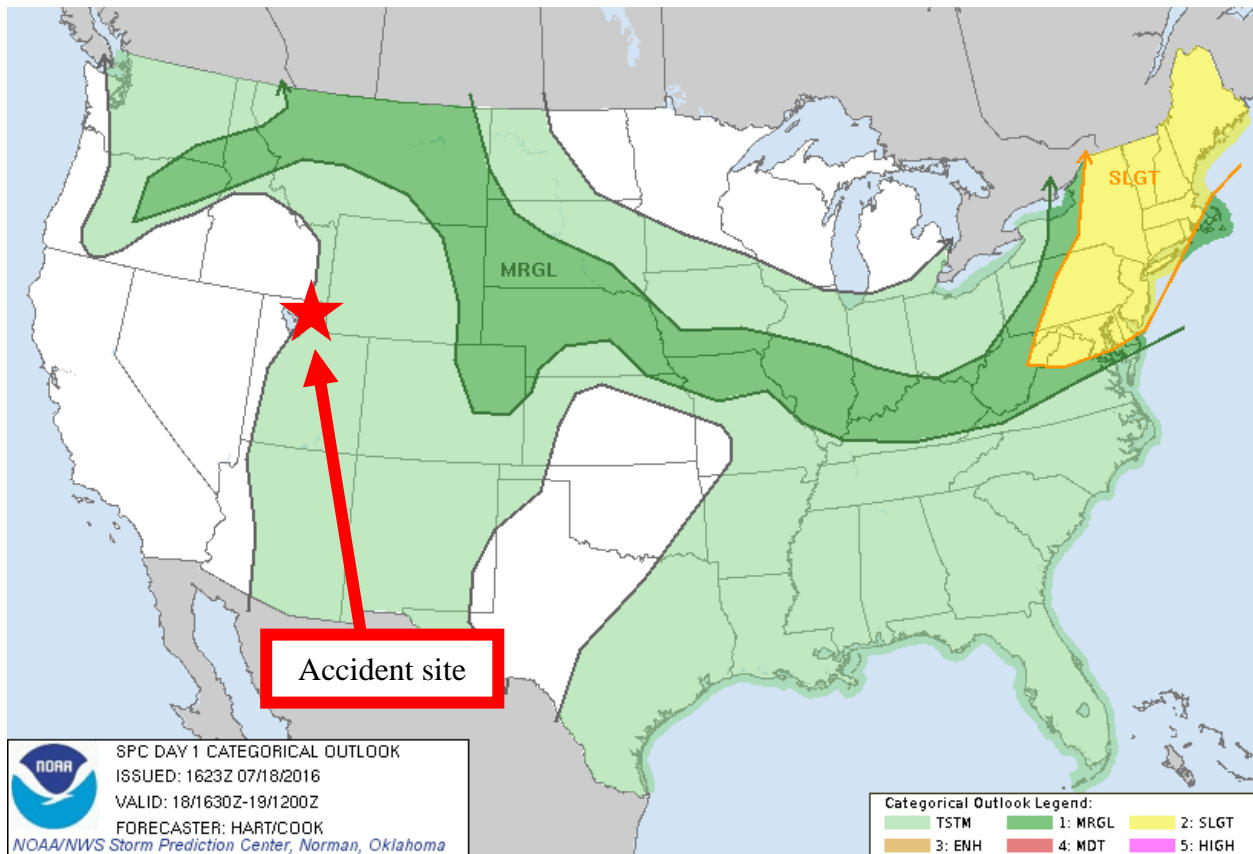 SLGT
MRGL
Accident site
NOAA
SPC DAY 1 CATEGORICAL OUTLOOK
ISSUED: 1623Z 07/18/2016
VALID: 18/1630Z-19/1200Z
FORECASTER: HART/COOK
NOAA/NWS Storm Prediction Center, Norman, Oklahoma
Categorical Outlook Legend:
TSTM 1: MRGL 2: SLGT
3: ENH 4: MDT 5: HIGH